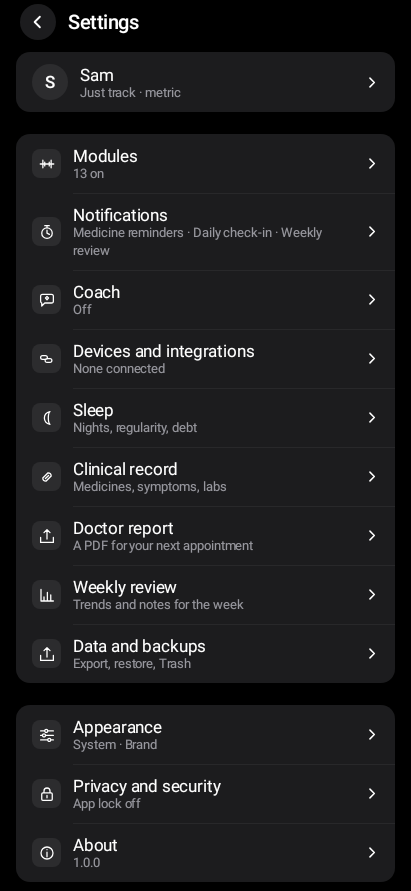 Settings
S
Sam
Just track · metric
Modules
13 on
Notifications
Medicine reminders · Daily check-in · Weekly
review
Coach
Off
Devices and integrations
None connected
Sleep
Nights, regularity, debt
Clinical record
Medicines, symptoms, labs
Doctor report
A PDF for your next appointment
Weekly review
Trends and notes for the week
Data and backups
Export, restore, Trash
Appearance
System · Brand
Privacy and security
App lock off
About
1.0.0